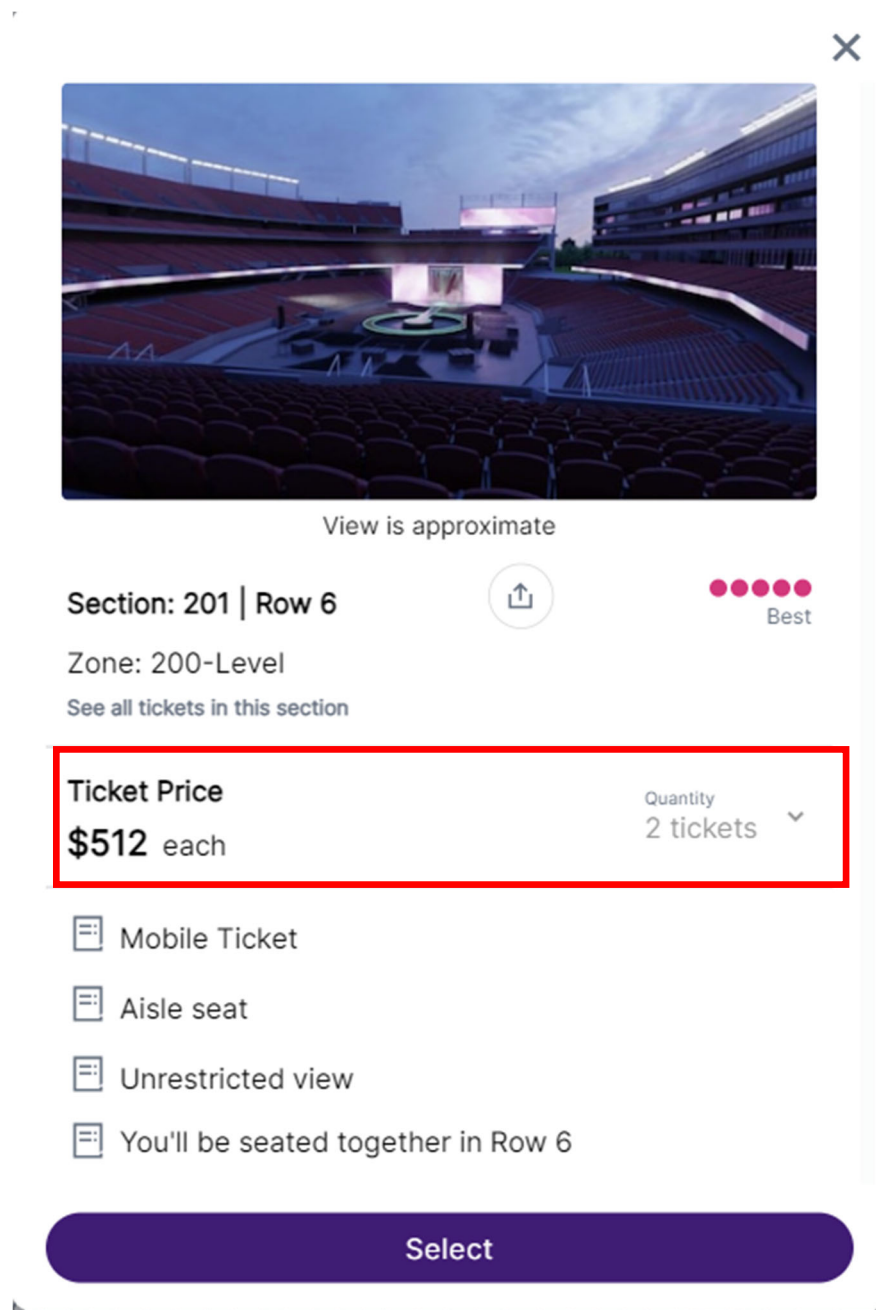 View is approximate
Section: 201 | Row 6
Best
Zone: 200-Level
See all tickets in this section
Ticket Price
Quantity
$512 each
2 tickets
Mobile Ticket
Aisle seat
Unrestricted view
You'll be seated together in Row 6
Select